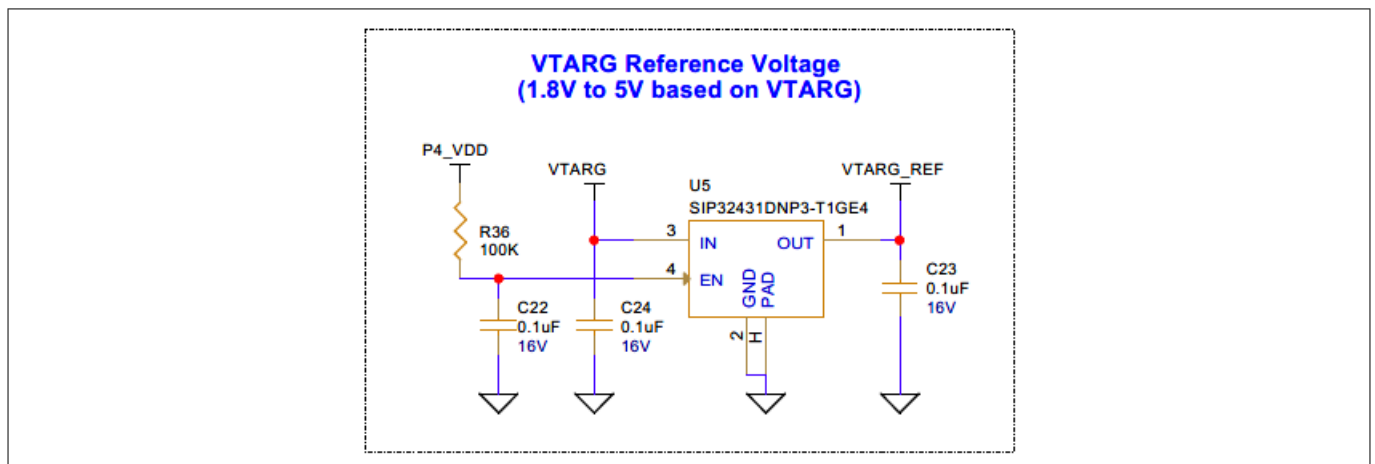 VTARG Reference Voltage
(1.8V to 5V based on VTARG)
P4_VDD
VTARG
VTARG_REF
U5
SIP32431DNP3-T1GE4
R36
100K
3
IN
OUT
1
4
EN
GND
PAD
2
H
C22
0.1uF
16V
C24
0.1uF
16V
C23
0.1uF
16V